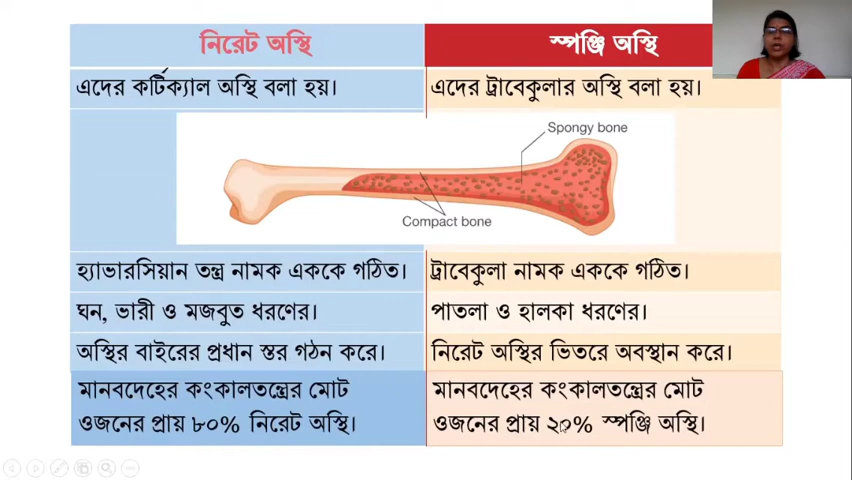 নিরেট অস্থি
স্পঞ্জি অস্থি
এদের কর্টিক্যাল অস্থি বলা হয়।
এদের ট্রাবেকুলার অস্থি বলা হয়।
Spongy bone
Compact bone
হ্যাভারসিয়ান তন্ত্র নামক এককে গঠিত।
ট্রাবেকুলা নামক এককে গঠিত।
ঘন, ভারী ও মজবুত ধরণের।
পাতলা ও হালকা ধরণের।
অস্থির বাইরের প্রধান স্তর গঠন করে।
নিরেট অস্থির ভিতরে অবস্থান করে।
মানবদেহের কংকালতন্ত্রের মোট
ওজনের প্রায় ৮০% নিরেট অস্থি।
মানবদেহের কংকালতন্ত্রের মোট
ওজনের প্রায় ২০% স্পঞ্জি অস্থি।